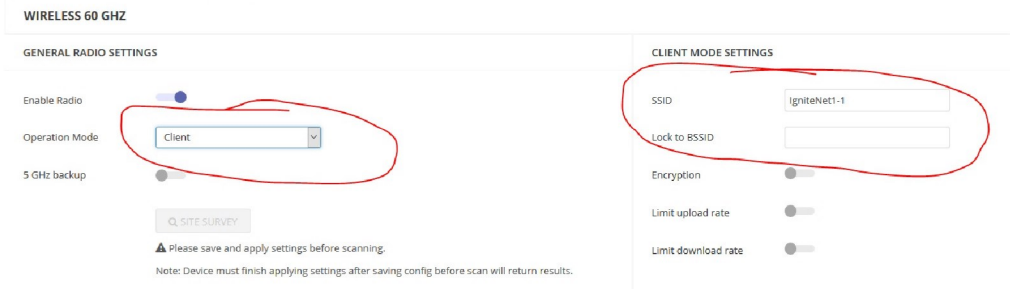 WIRELESS 60 GHZ
GENERAL RADIO SETTINGS
Enable Radio
Operation Mode
Client
5 GHz backup
SITE SURVEY
Please save and apply settings before scanning.
Note: Device must finish applying settings after saving config before scan will return results.
CLIENT MODE SETTINGS
SSID
IgniteNet1-1
Lock to BSSID
Encryption
Limit upload rate
Limit download rate